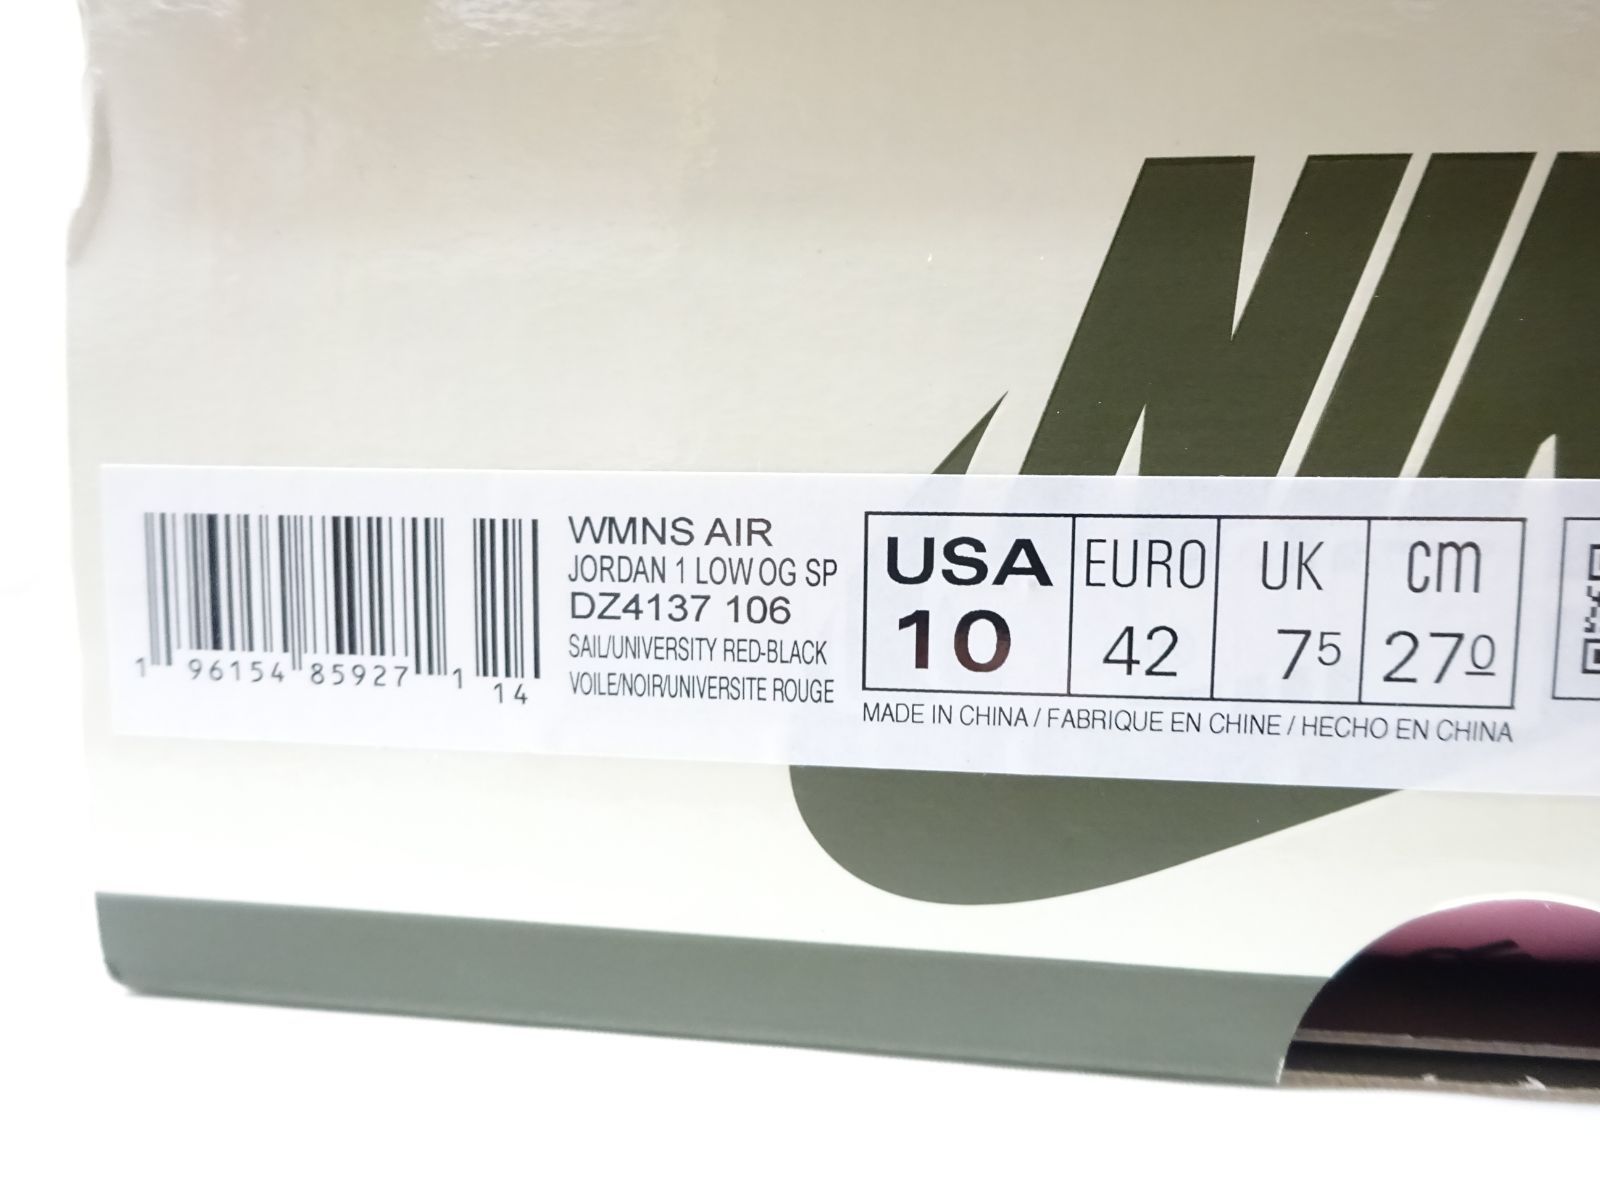 NIK
WMNS AIR
JORDAN 1 LOW OG SP
DZ4137 106
SAIL/UNIVERSITY RED-BLACK
VOILE/NOIR/UNIVERSITE ROUGE
1 96154 85927 1
14
USA EURO UK cm
10 42 75 270
MADE IN CHINA / FABRIQUE EN CHINE / HECHO EN CHINA